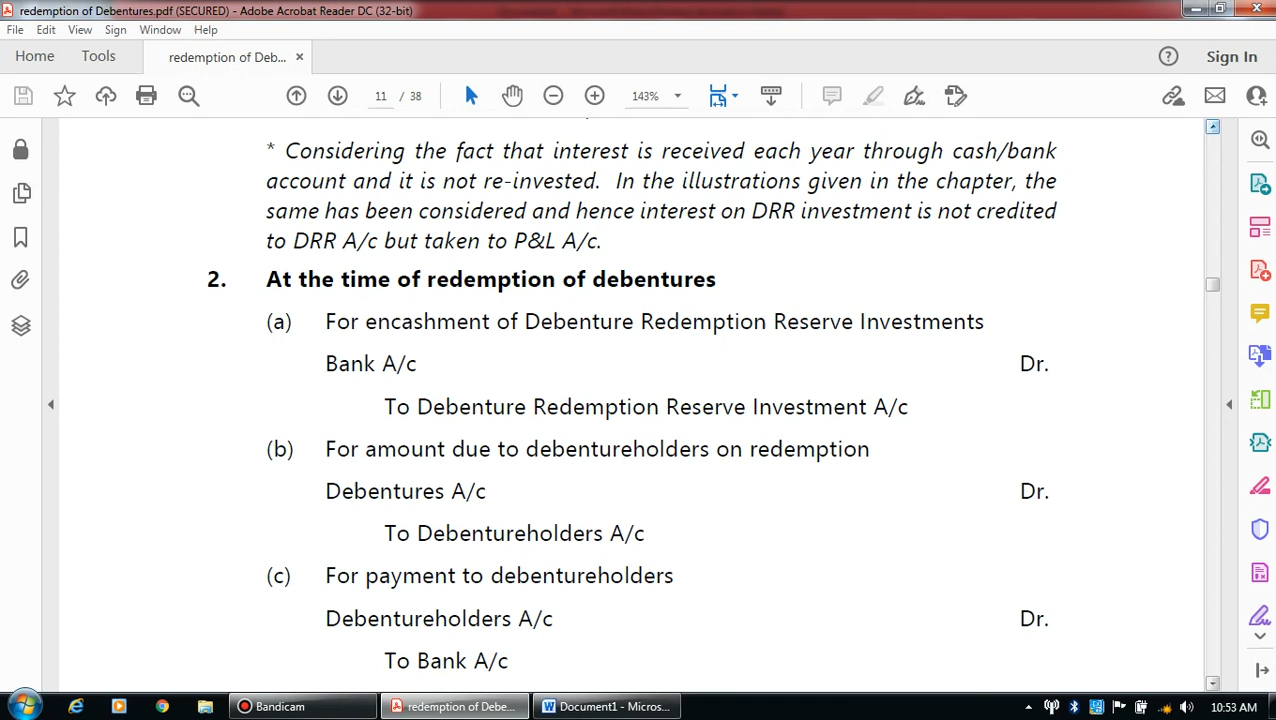 redemption of Debentures.pdf (SECURED) - Adobe Acrobat Reader DC (32-bit)
File Edit View Sign Window Help
Home Tools redemption of Deb... × Sign In
11 / 38 143%
* Considering the fact that interest is received each year through cash/bank
account and it is not re-invested. In the illustrations given in the chapter, the
same has been considered and hence interest on DRR investment is not credited
to DRR A/c but taken to P&L A/c.
2. At the time of redemption of debentures
(a) For encashment of Debenture Redemption Reserve Investments
Bank A/c Dr.
To Debenture Redemption Reserve Investment A/c
(b) For amount due to debentureholders on redemption
Debentures A/c Dr.
To Debentureholders A/c
(c) For payment to debentureholders
Debentureholders A/c Dr.
To Bank A/c
Bandicam redemption of Debe... Document1 - Micros... 10:53 AM